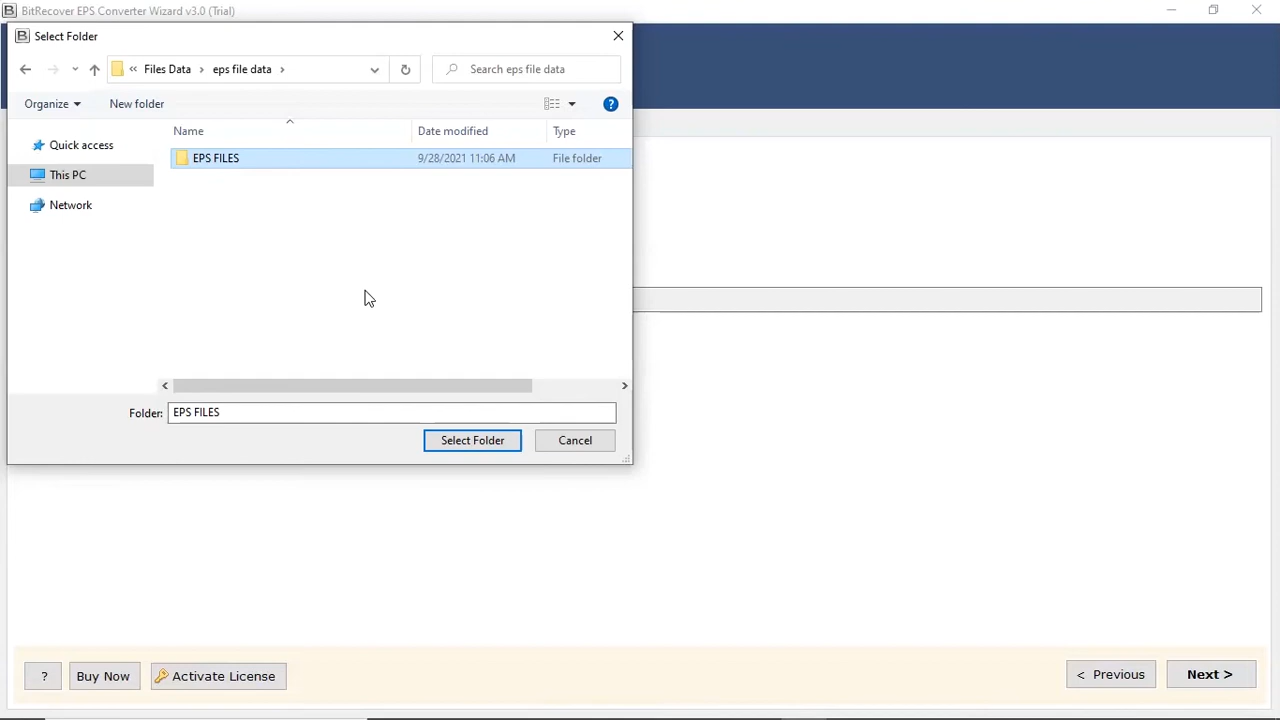 BitRecover EPS Converter Wizard v3.0 (Trial)
Select Folder
« Files Data › eps file data ›
Search eps file data
Organize
New folder
?
Name
Date modified
Type
Quick access
EPS FILES
9/28/2021 11:06 AM
File folder
This PC
Network
Folder: EPS FILES
Select Folder
Cancel
?
Buy Now
Activate License
< Previous
Next >